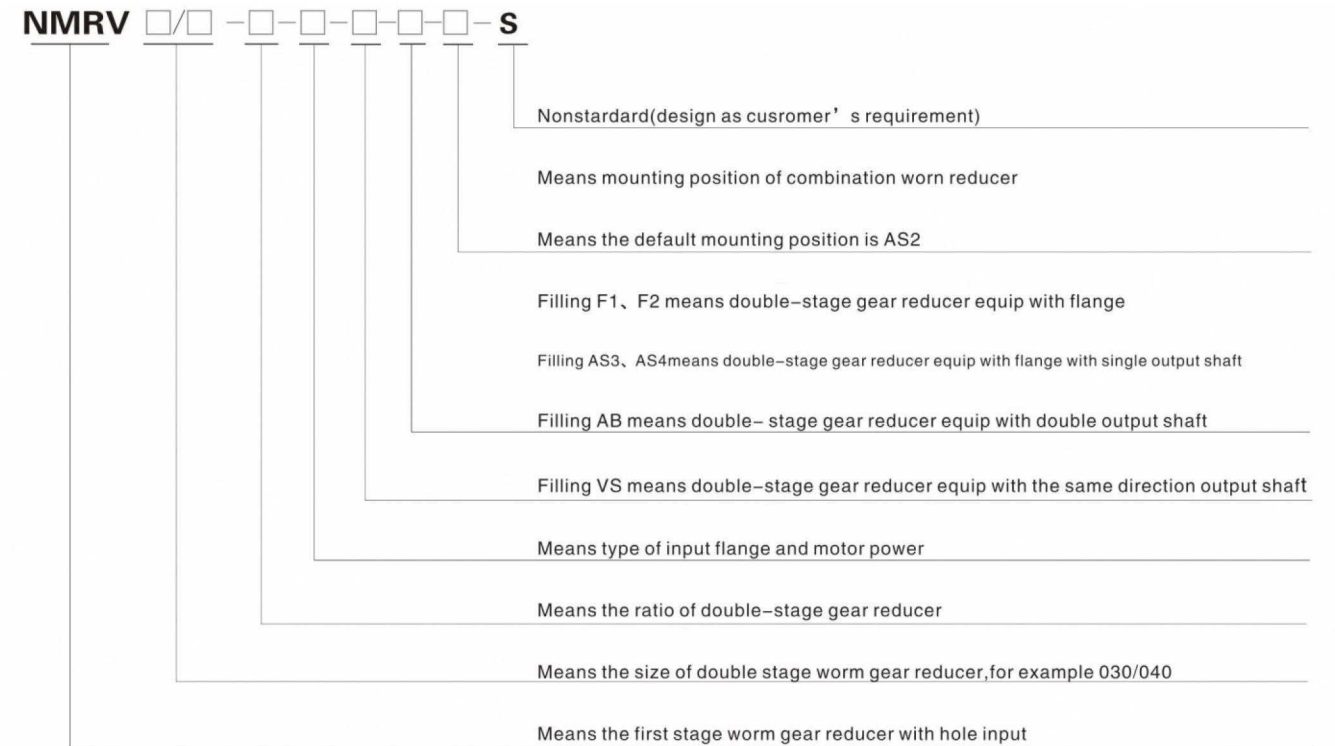 NMRV □/□ -□-□-□-□-□-S
Nonstardard(design as cusromer’s requirement)
Means mounting position of combination worn reducer
Means the default mounting position is AS2
Filling F1、F2 means double-stage gear reducer equip with flange
Filling AS3、AS4means double-stage gear reducer equip with flange with single output shaft
Filling AB means double- stage gear reducer equip with double output shaft
Filling VS means double-stage gear reducer equip with the same direction output shaft
Means type of input flange and motor power
Means the ratio of double-stage gear reducer
Means the size of double stage worm gear reducer,for example 030/040
Means the first stage worm gear reducer with hole input